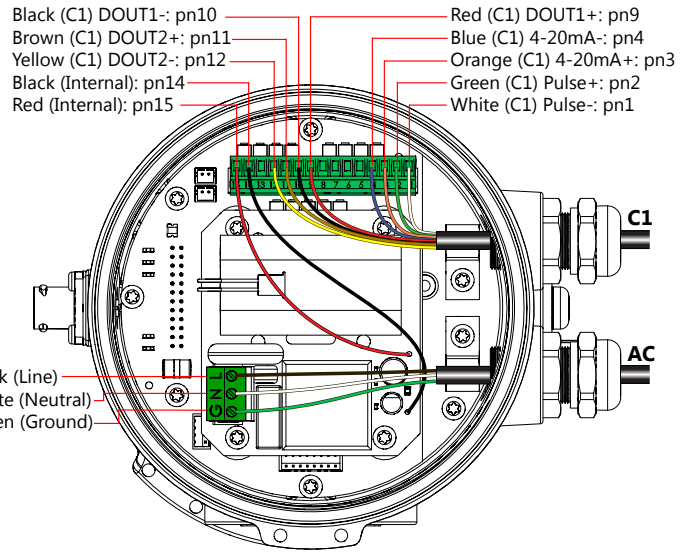 Black (C1) DOUT1-: pn10
Brown (C1) DOUT2+: pn11
Yellow (C1) DOUT2-: pn12
Black (Internal): pn14
Red (Internal): pn15
Red (C1) DOUT1+: pn9
Blue (C1) 4-20mA-: pn4
Orange (C1) 4-20mA+: pn3
Green (C1) Pulse+: pn2
White (C1) Pulse-: pn1
C1
AC
k (Line)
te (Neutral)
en (Ground)
G N L